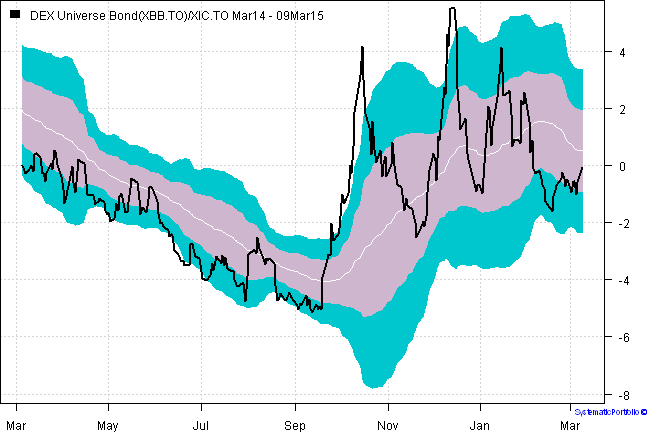 DEX Universe Bond(XBB.TO)/XIC.TO Mar14 - 09Mar15
4
2
0
-2
-4
-6
-8
Mar May Jul Sep Nov Jan Mar
SystematicPortfolio ©